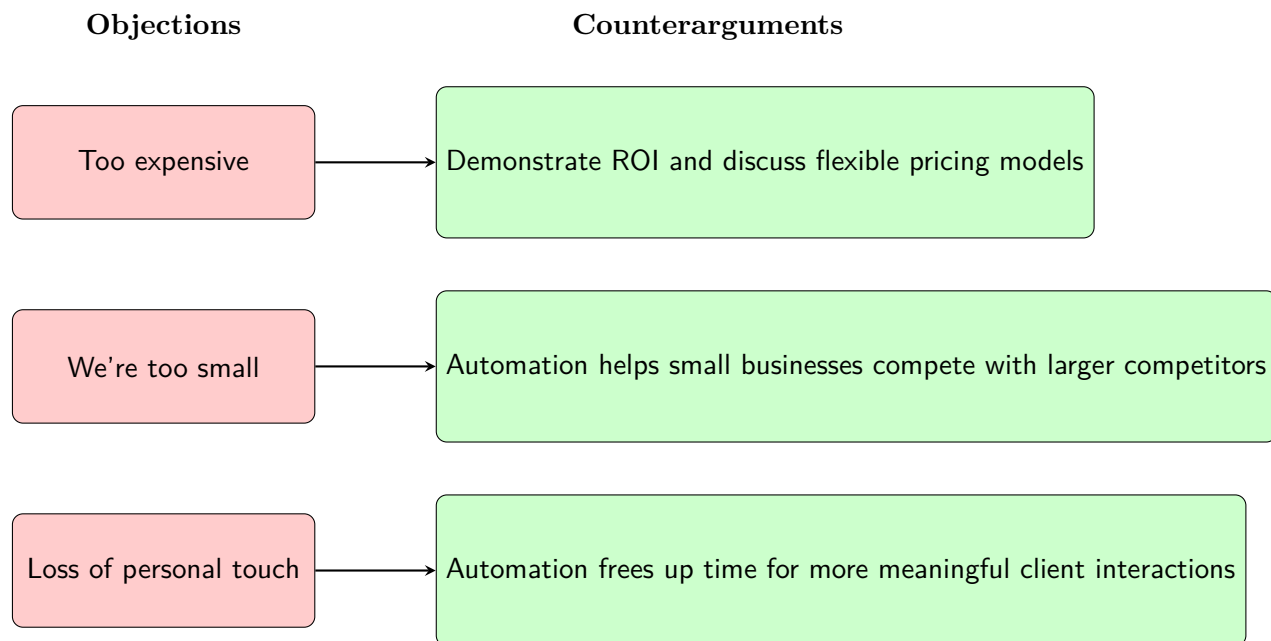 Objections
Counterarguments
Too expensive
Demonstrate ROI and discuss flexible pricing models
We're too small
Automation helps small businesses compete with larger competitors
Loss of personal touch
Automation frees up time for more meaningful client interactions